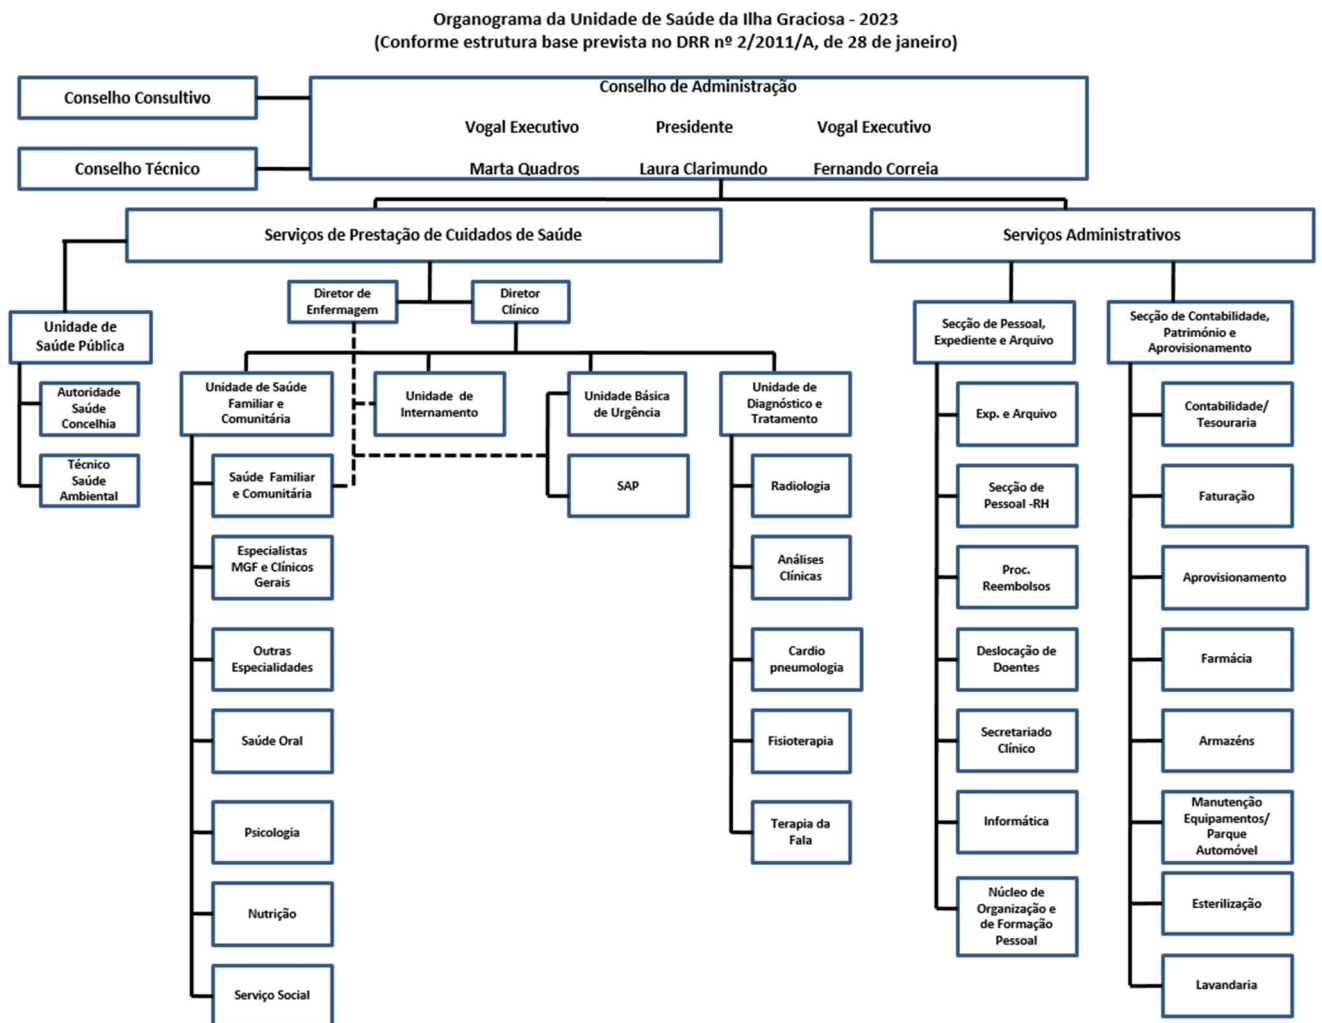 Organograma da Unidade de Saúde da Ilha Graciosa - 2023
(Conforme estrutura base prevista no DRR nº 2/2011/A, de 28 de janeiro)
Conselho Consultivo
Conselho Técnico
Conselho de Administração
Vogal Executivo Presidente Vogal Executivo
Marta Quadros Laura Clarimundo Fernando Correia
Serviços de Prestação de Cuidados de Saúde
Serviços Administrativos
Unidade de
Saúde Pública
Autoridade
Saúde
Concelhia
Técnico
Saúde
Ambiental
Diretor de
Enfermagem
Diretor
Clínico
Unidade de Saúde
Familiar e
Comunitária
Saúde Familiar
e Comunitária
Especialistas
MGF e Clínicos
Gerais
Outras
Especialidades
Saúde Oral
Psicologia
Nutrição
Serviço Social
Unidade de
Internamento
Unidade Básica
de Urgência
SAP
Unidade de
Diagnóstico e
Tratamento
Radiologia
Análises
Clínicas
Cardio
pneumologia
Fisioterapia
Terapia da
Fala
Secção de Pessoal,
Expediente e Arquivo
Exp. e Arquivo
Secção de
Pessoal -RH
Proc.
Reembolsos
Deslocação de
Doentes
Secretariado
Clínico
Informática
Núcleo de
Organização e
de Formação
Pessoal
Secção de Contabilidade,
Património e
Aprovisionamento
Contabilidade/
Tesouraria
Faturação
Aprovisionamento
Farmácia
Armazéns
Manutenção
Equipamentos/
Parque
Automóvel
Esterilização
Lavandaria